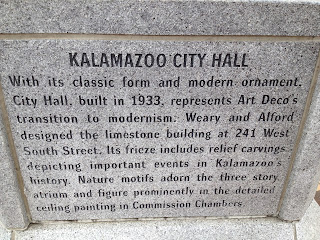 KALAMAZOO CITY HALL
With its classic form and modern ornament,
City Hall, built in 1933, represents Art Deco's
transition to modernism. Weary and Alford
designed the limestone building at 241 West
South Street. Its frieze includes relief carvings
depicting important events in Kalamazoo's
history. Nature motifs adorn the three story
atrium and figure prominently in the detailed
ceiling painting in Commission Chambers